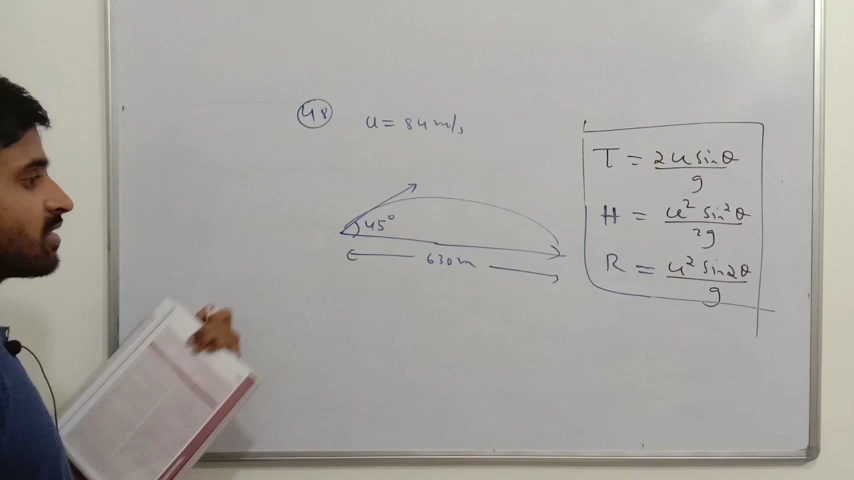 48
u = 84 m/s
45°
630 m
T = 2u sinθ / g
H = u² sin²θ / 2g
R = u² sin2θ / g